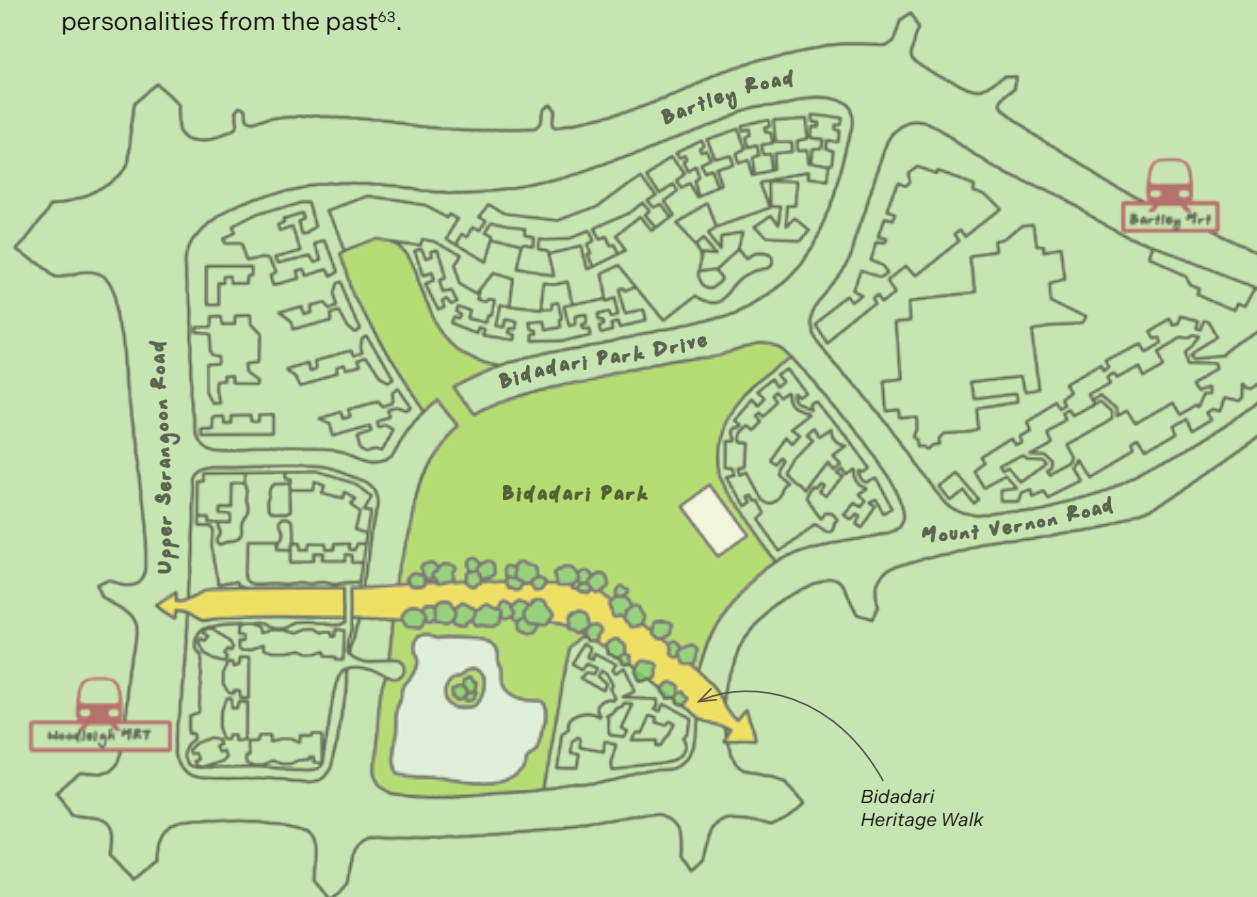 personalities from the past⁶³.
Bartley Road
Bartley Mrt
Bidadari Park Drive
Upper Serangoon Road
Bidadari Park
Mount Vernon Road
Woodleigh MRT
Bidadari
Heritage Walk